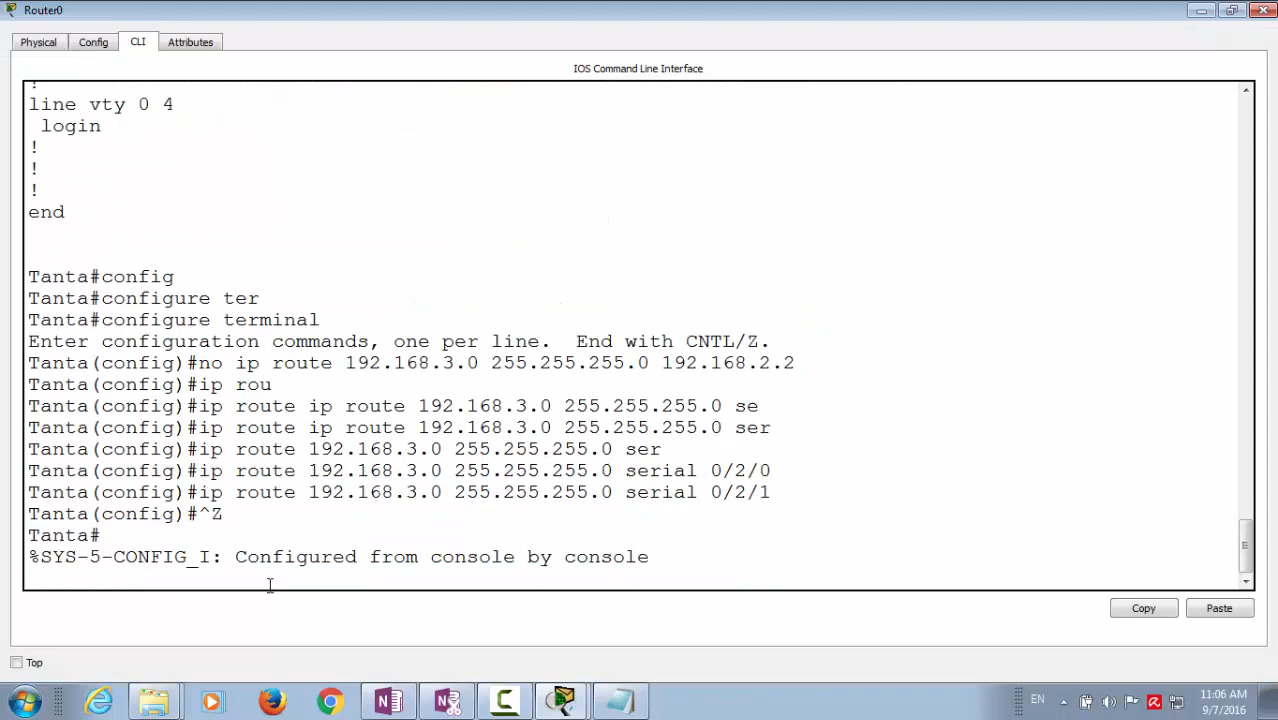 Router0
Physical Config CLI Attributes
IOS Command Line Interface
!
line vty 0 4
login
!
!
!
end
Tanta#config
Tanta#configure ter
Tanta#configure terminal
Enter configuration commands, one per line. End with CNTL/Z.
Tanta(config)#no ip route 192.168.3.0 255.255.255.0 192.168.2.2
Tanta(config)#ip rou
Tanta(config)#ip route ip route 192.168.3.0 255.255.255.0 se
Tanta(config)#ip route ip route 192.168.3.0 255.255.255.0 ser
Tanta(config)#ip route 192.168.3.0 255.255.255.0 ser
Tanta(config)#ip route 192.168.3.0 255.255.255.0 serial 0/2/0
Tanta(config)#ip route 192.168.3.0 255.255.255.0 serial 0/2/1
Tanta(config)#^Z
Tanta#
%SYS-5-CONFIG_I: Configured from console by console
Copy Paste
Top
EN
11:06 AM
9/7/2016